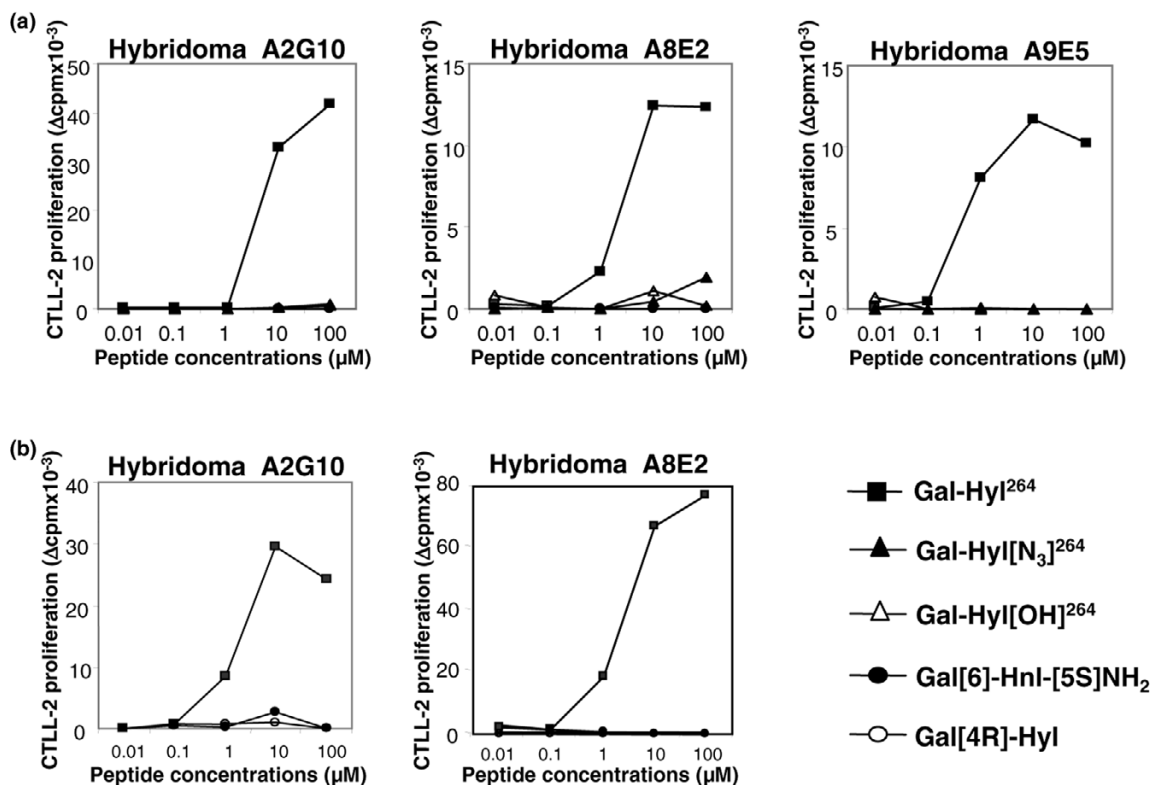 (a)
Hybridoma A2G10
CTLL-2 proliferation (Δcpmx10⁻³)
50
40
30
20
10
0
0.01 0.1 1 10 100
Peptide concentrations (µM)
Hybridoma A8E2
CTLL-2 proliferation (Δcpmx10⁻³)
15
10
5
0
0.01 0.1 1 10 100
Peptide concentrations (µM)
Hybridoma A9E5
CTLL-2 proliferation (Δcpmx10⁻³)
15
10
5
0
0.01 0.1 1 10 100
Peptide concentrations (µM)
(b)
Hybridoma A2G10
CTLL-2 proliferation (Δcpmx10⁻³)
40
30
20
10
0
0.01 0.1 1 10 100
Peptide concentrations (µM)
Hybridoma A8E2
CTLL-2 proliferation (Δcpmx10⁻³)
80
60
40
20
0
0.01 0.1 1 10 100
Peptide concentrations (µM)
Gal-Hyl²⁶⁴
Gal-Hyl[N₃]²⁶⁴
Gal-Hyl[OH]²⁶⁴
Gal[6]-Hnl-[5S]NH₂
Gal[4R]-Hyl